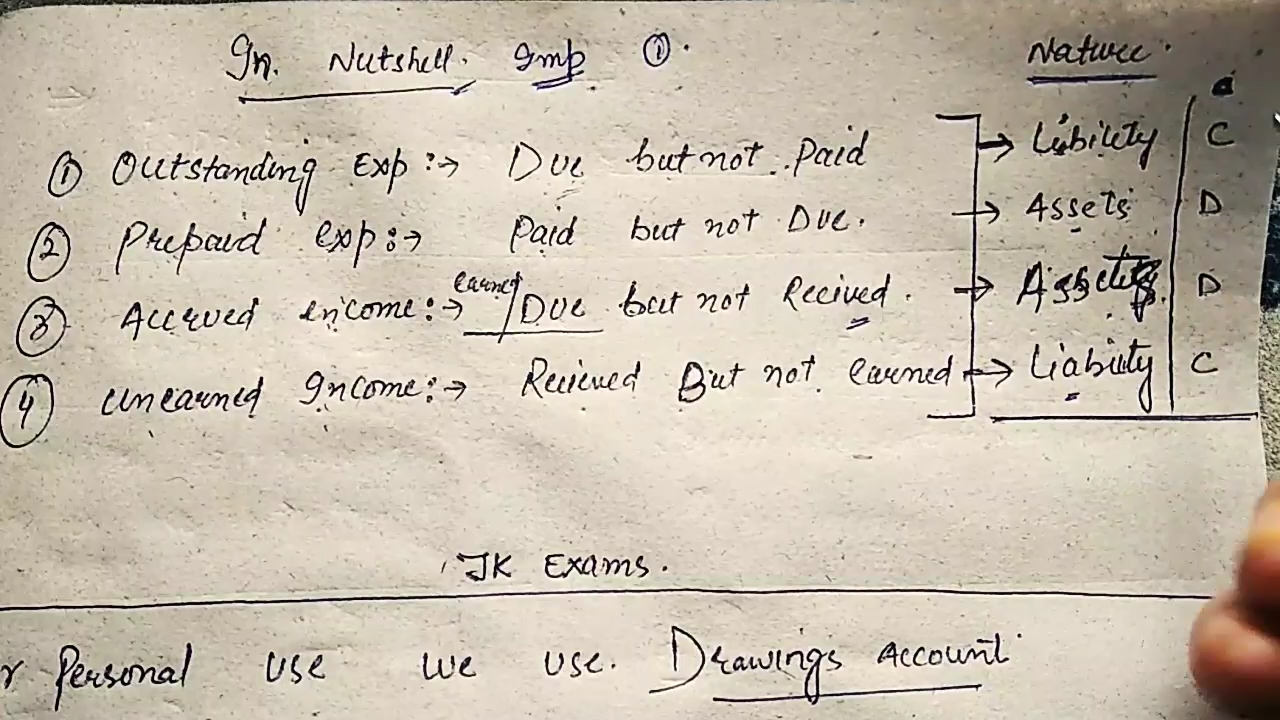 In Nutshell. Imp ①. Nature.
① Outstanding Exp :→ Due but not Paid → Libility C
② Prepaid exp :→ Paid but not Due. → Assets D
③ Accrued income :→ earned/Due but not Recived. → Assets. D
④ unearned Income :→ Recieved But not earned → Liability C
JK Exams.
r Personal use we use. Drawings Account